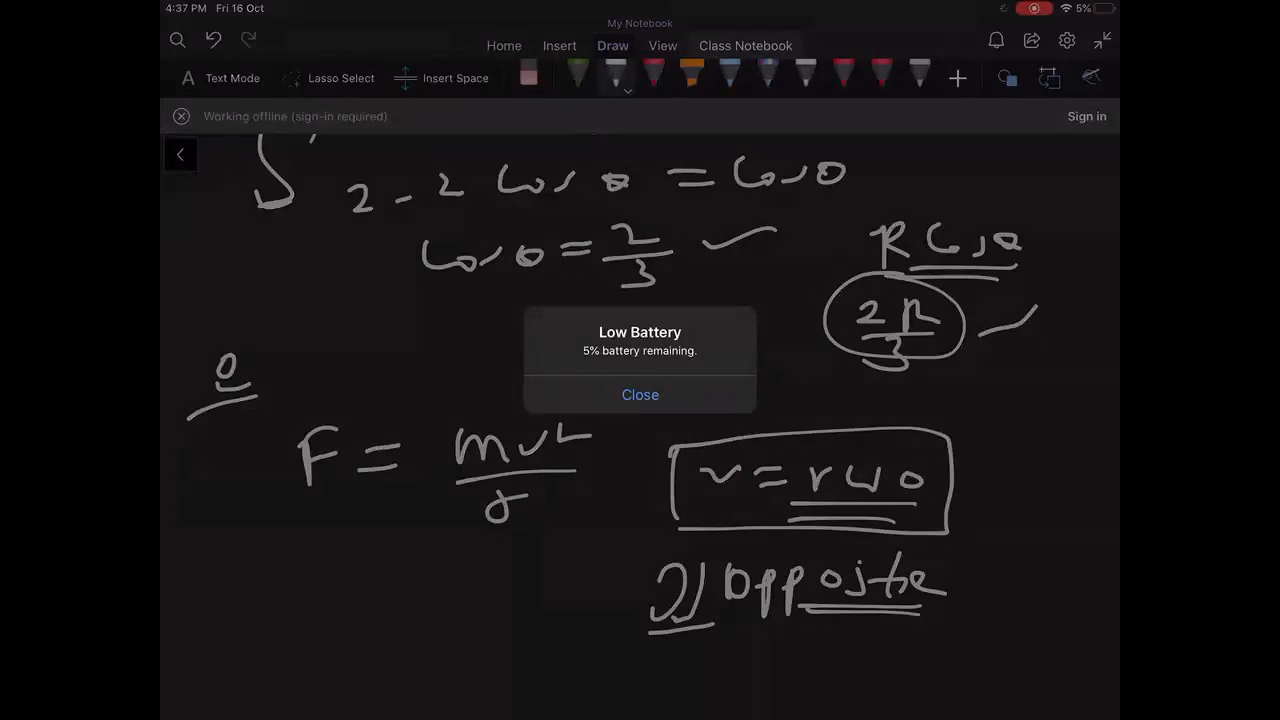 4:37 PM Fri 16 Oct
5%
My Notebook
Home Insert Draw View Class Notebook
Text Mode Lasso Select Insert Space
Working offline (sign-in required) Sign in
2 - 2 Cos θ = Cos θ
Cos θ = 2/3
R Cos θ
2R/3
Low Battery
5% battery remaining.
Close
F = mv²/r
v = rω
2) Opposite